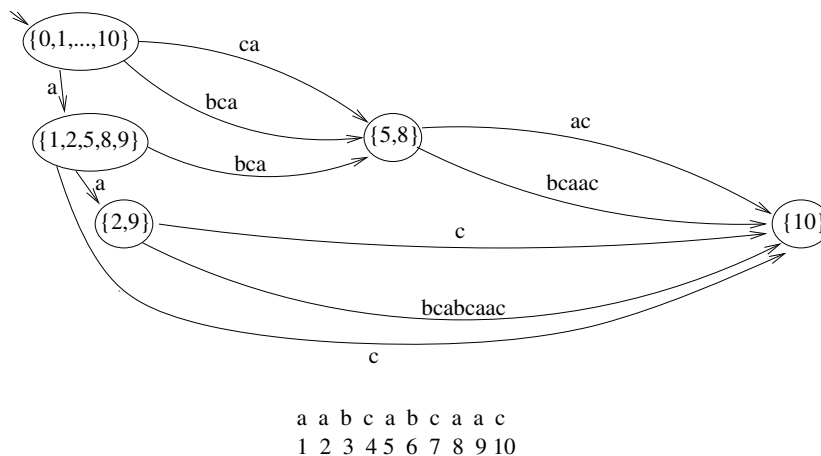 {0,1,...,10}
ca
a
bca
{1,2,5,8,9}
{5,8}
ac
bca
a
bcaac
{2,9}
c
{10}
bcabcaac
c
a a b c a b c a a c
1 2 3 4 5 6 7 8 9 10